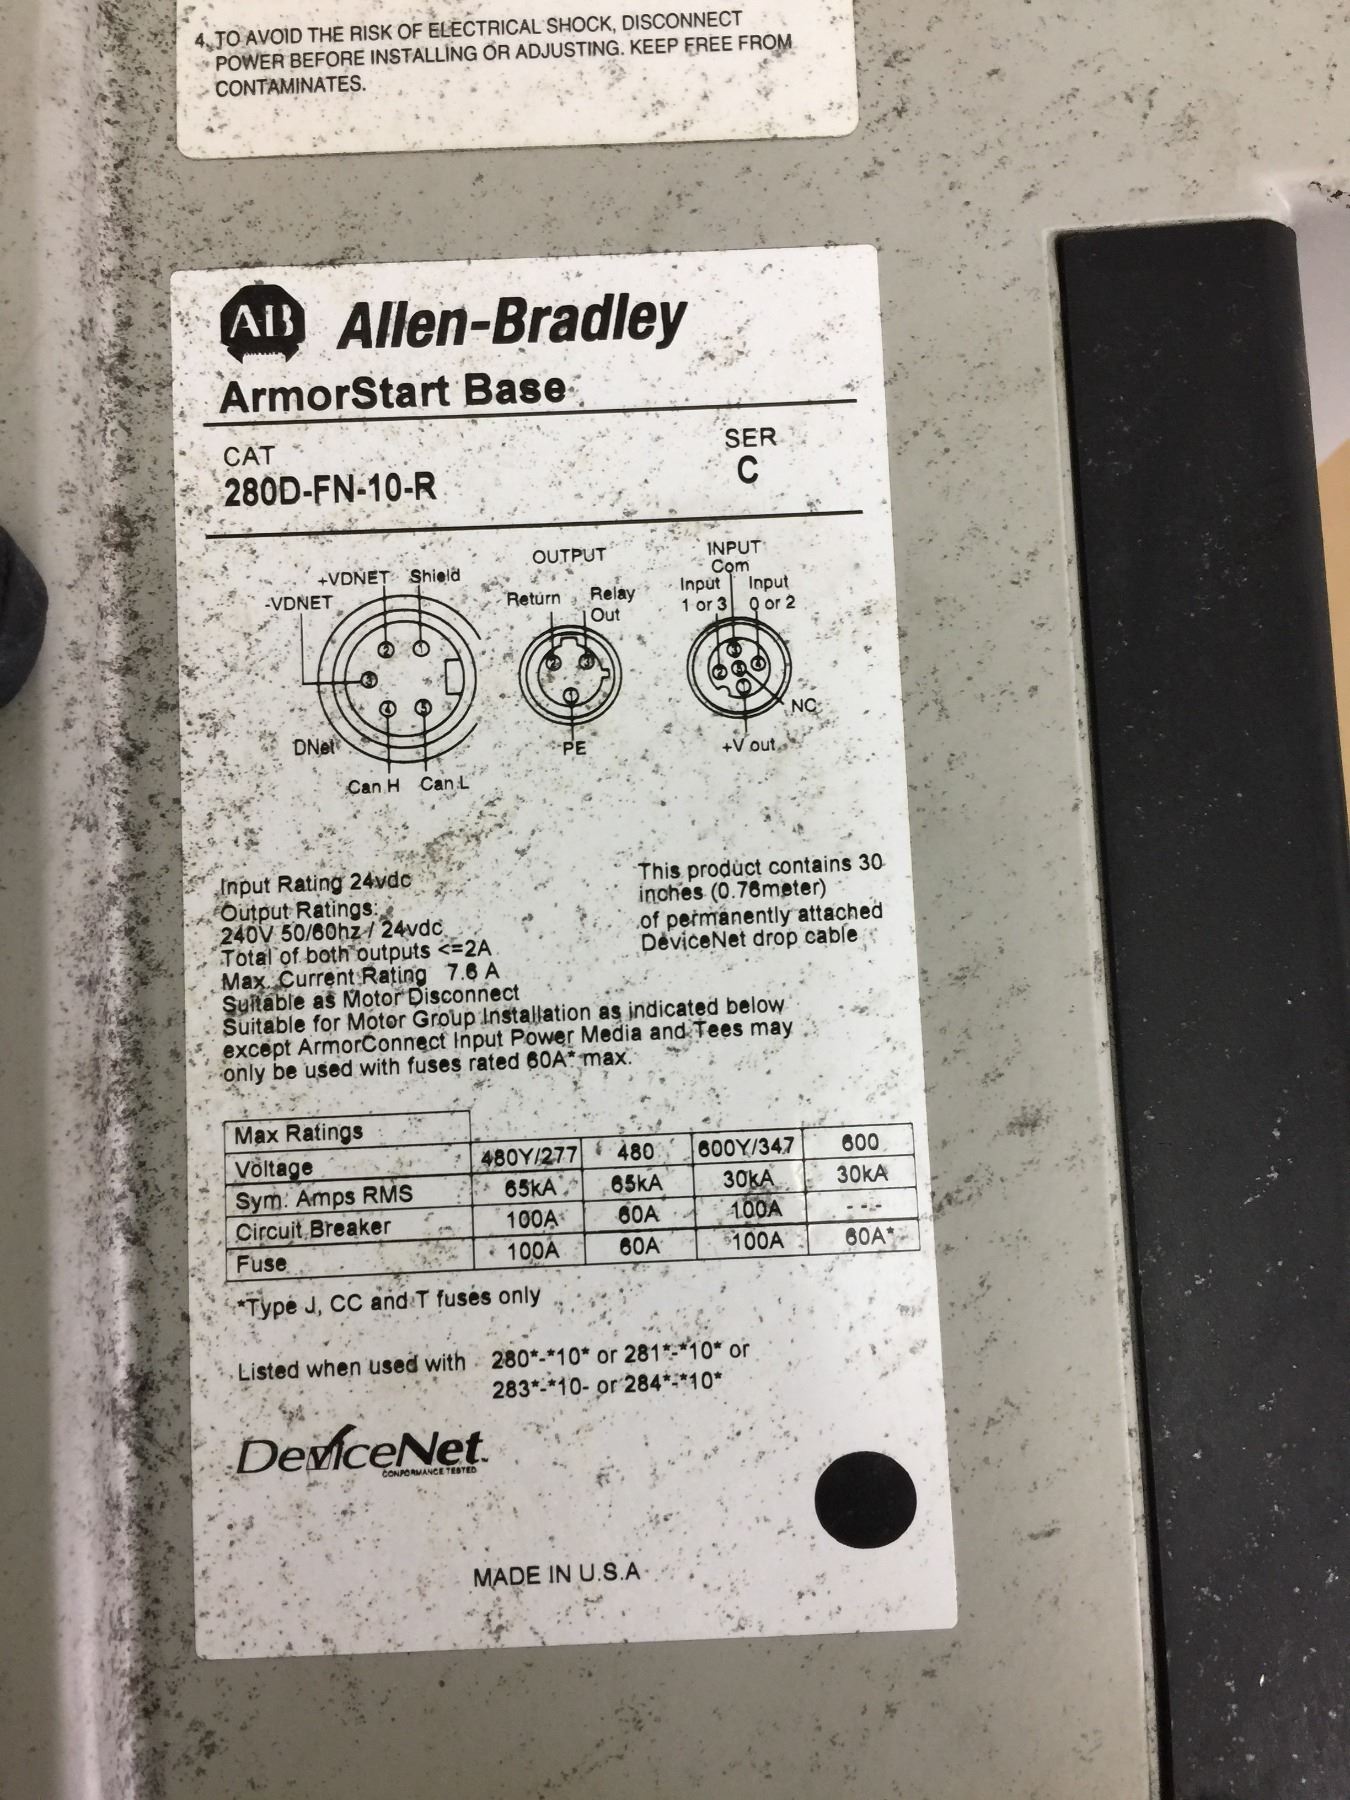 4. TO AVOID THE RISK OF ELECTRICAL SHOCK, DISCONNECT
POWER BEFORE INSTALLING OR ADJUSTING. KEEP FREE FROM
CONTAMINATES.
AB Allen-Bradley
ArmorStart Base
CAT
280D-FN-10-R
SER
C
+VDNET Shield
-VDNET
2 1
3
4 5
DNet
Can H Can L
OUTPUT
Return Relay
Out
2 3
1
PE
INPUT
Com
Input Input
1 or 3 0 or 2
3
2 5 4
1
NC
+V out
Input Rating 24vdc
Output Ratings:
240V 50/60hz / 24vdc
Total of both outputs <=2A
Max. Current Rating 7.6 A
Suitable as Motor Disconnect
Suitable for Motor Group Installation as indicated below
except ArmorConnect Input Power Media and Tees may
only be used with fuses rated 60A* max.
This product contains 30
inches (0.76meter)
of permanently attached
DeviceNet drop cable
Max Ratings
Voltage 480Y/277 480 600Y/347 600
Sym. Amps RMS 65kA 65kA 30kA 30kA
Circuit Breaker 100A 60A 100A ---
Fuse 100A 60A 100A 60A*
*Type J, CC and T fuses only
Listed when used with 280*-*10* or 281*-*10* or
283*-*10- or 284*-*10*
DeviceNet
CONFORMANCE TESTED
MADE IN U.S.A